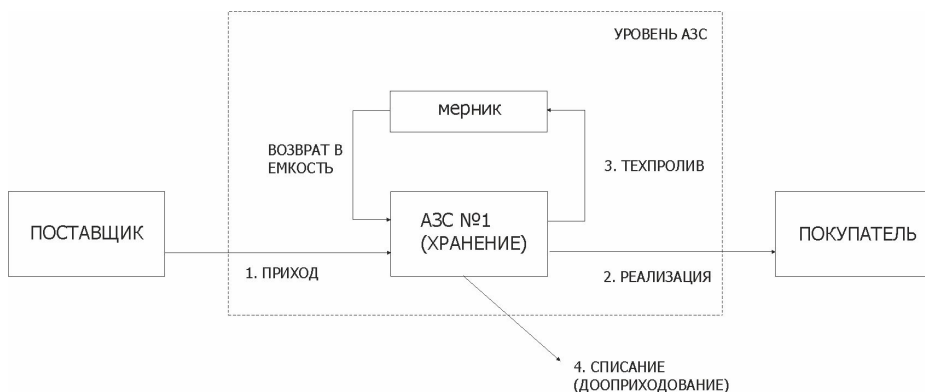 УРОВЕНЬ АЗС
мерник
ВОЗВРАТ В
ЕМКОСТЬ
3. ТЕХПРОЛИВ
ПОСТАВЩИК
АЗС №1
(ХРАНЕНИЕ)
ПОКУПАТЕЛЬ
1. ПРИХОД
2. РЕАЛИЗАЦИЯ
4. СПИСАНИЕ
(ДООПРИХОДОВАНИЕ)